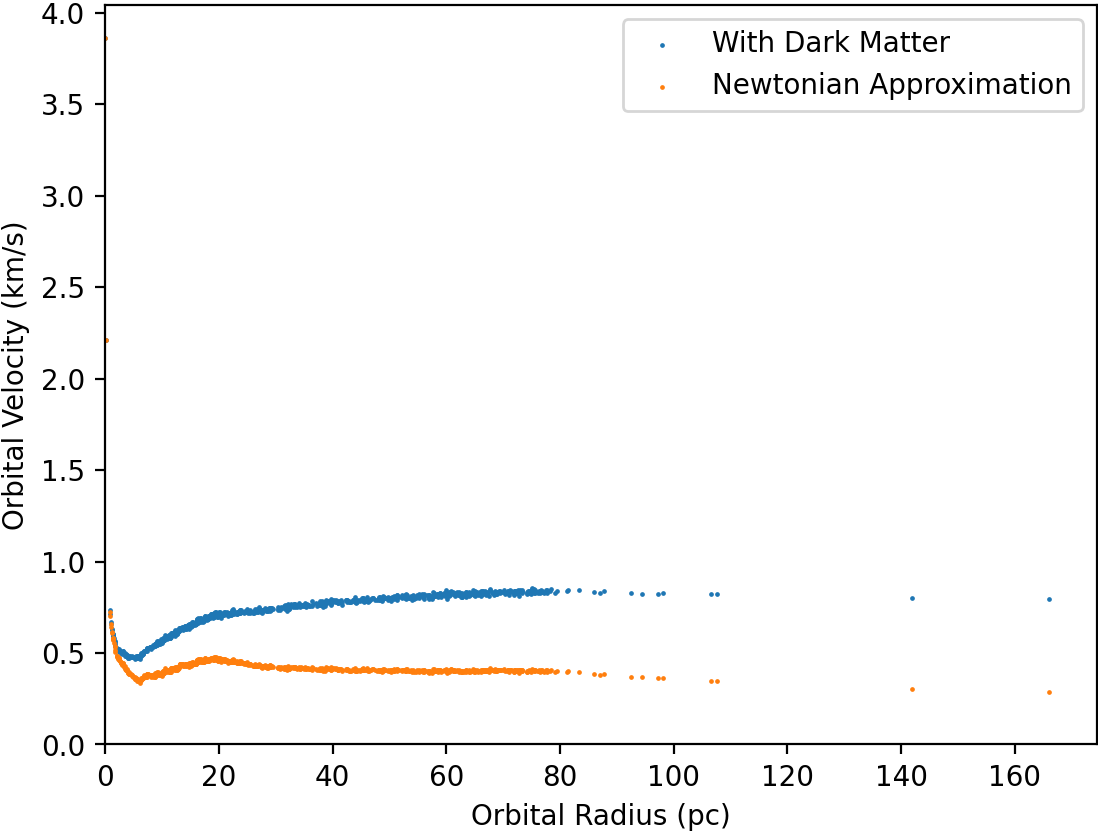 With Dark Matter
Newtonian Approximation
Orbital Velocity (km/s)
4.0
3.5
3.0
2.5
2.0
1.5
1.0
0.5
0.0
0 20 40 60 80 100 120 140 160
Orbital Radius (pc)